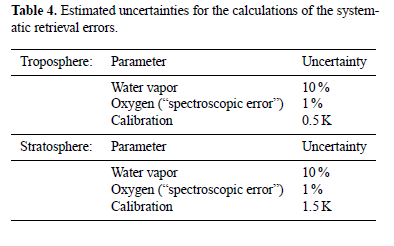 Table 4. Estimated uncertainties for the calculations of the system-
atic retrieval errors.
Troposphere: Parameter Uncertainty
Water vapor 10 %
Oxygen (“spectroscopic error”) 1 %
Calibration 0.5 K
Stratosphere: Parameter Uncertainty
Water vapor 10 %
Oxygen (“spectroscopic error”) 1 %
Calibration 1.5 K